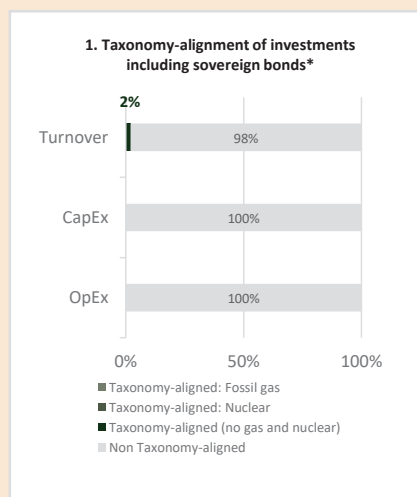 1. Taxonomy-alignment of investments
including sovereign bonds*
2%
Turnover
98%
CapEx
100%
OpEx
100%
0%
50%
100%
Taxonomy-aligned: Fossil gas
Taxonomy-aligned: Nuclear
Taxonomy-aligned (no gas and nuclear)
Non Taxonomy-aligned